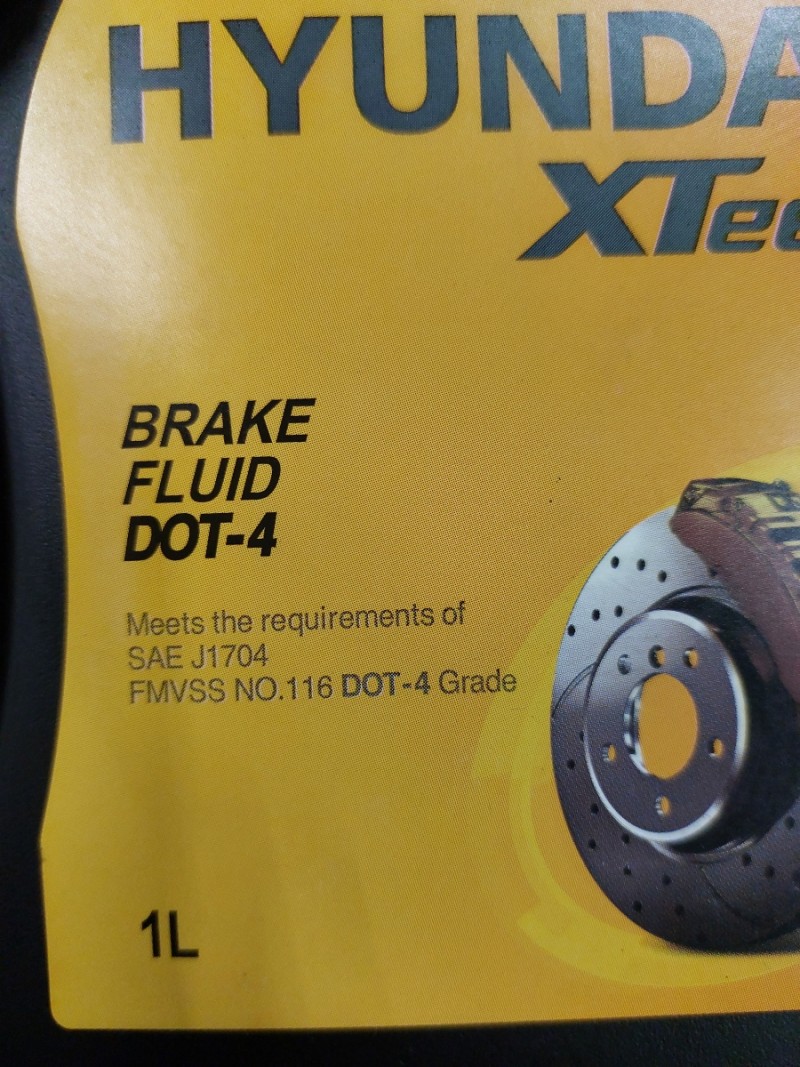 HYUNDA
XTee
BRAKE
FLUID
DOT-4
Meets the requirements of
SAE J1704
FMVSS NO.116 DOT-4 Grade
1L